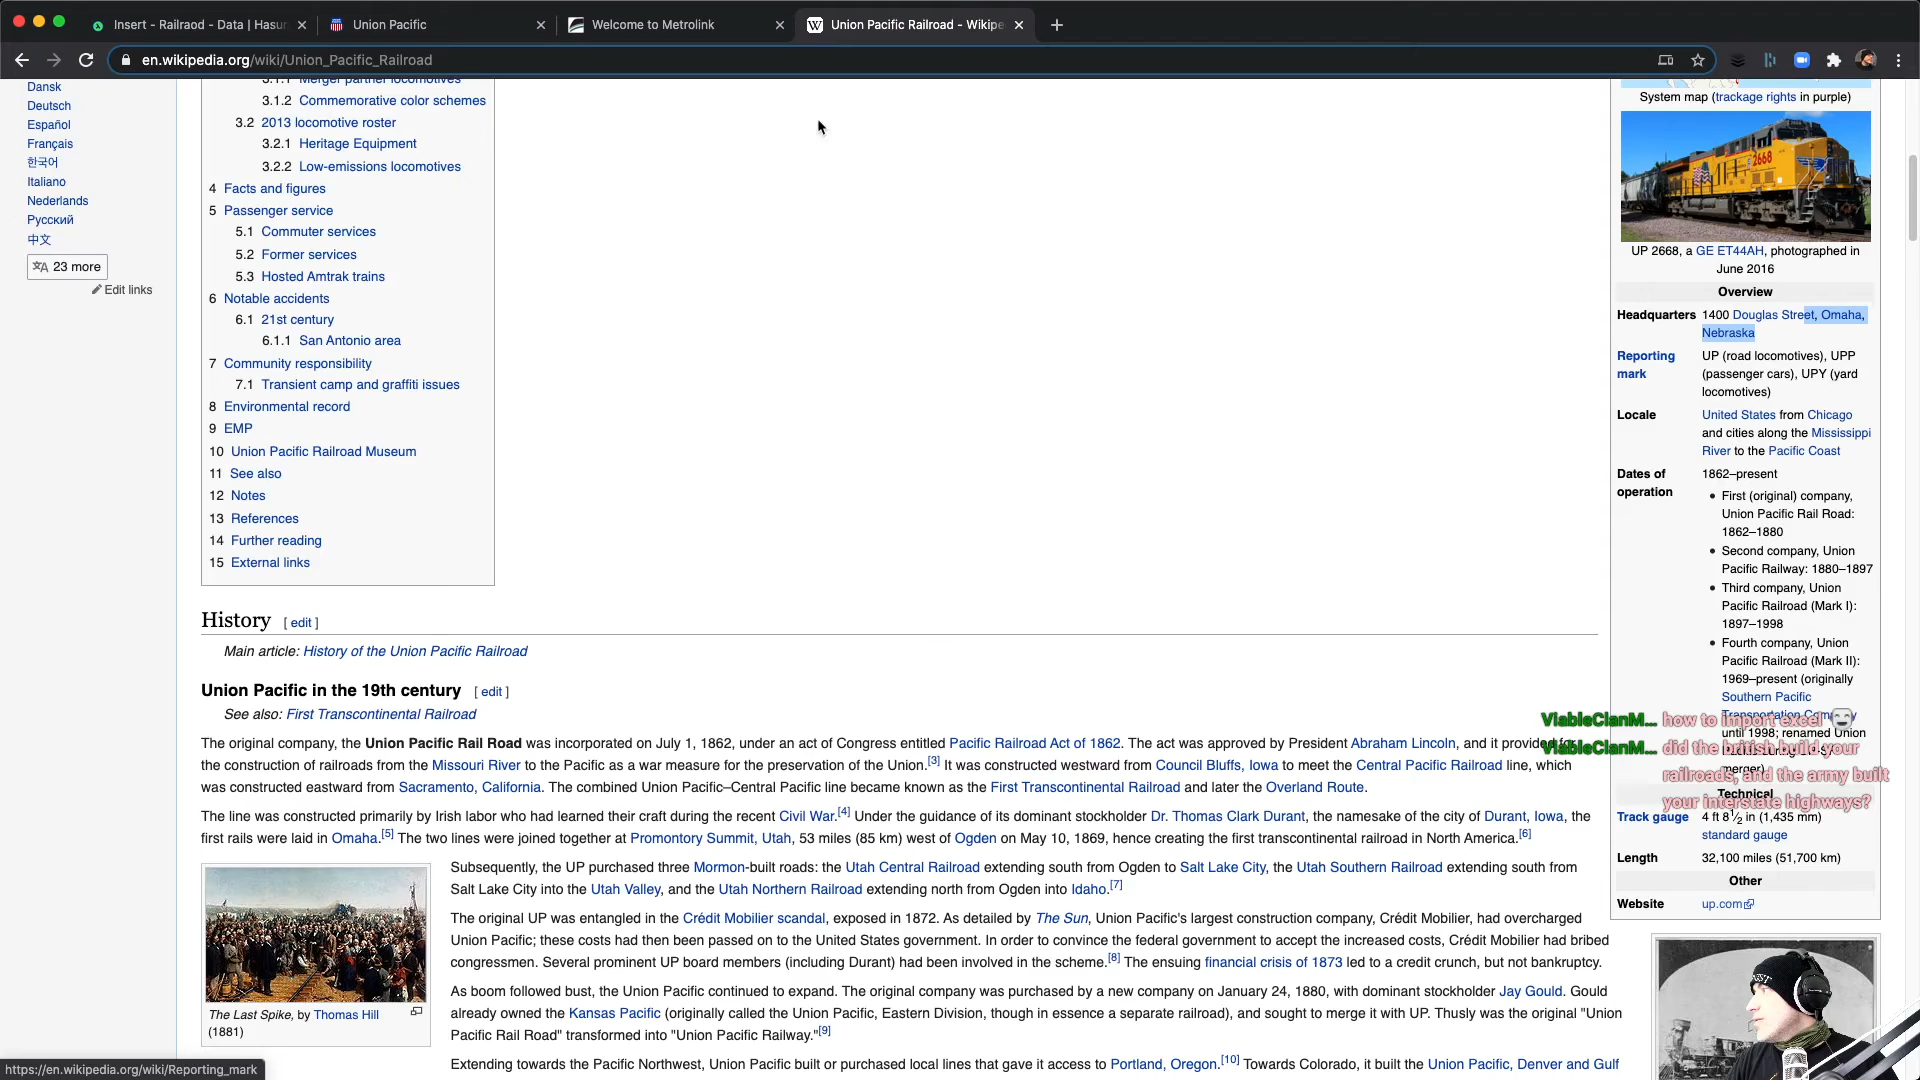 Insert - Railraod - Data | Hasur
Union Pacific
Welcome to Metrolink
Union Pacific Railroad - Wikipe
en.wikipedia.org/wiki/Union_Pacific_Railroad
Dansk
Deutsch
Español
Français
한국어
Italiano
Nederlands
Русский
中文
23 more
Edit links
3.1.1 Merger partner locomotives
3.1.2 Commemorative color schemes
3.2 2013 locomotive roster
3.2.1 Heritage Equipment
3.2.2 Low-emissions locomotives
4 Facts and figures
5 Passenger service
5.1 Commuter services
5.2 Former services
5.3 Hosted Amtrak trains
6 Notable accidents
6.1 21st century
6.1.1 San Antonio area
7 Community responsibility
7.1 Transient camp and graffiti issues
8 Environmental record
9 EMP
10 Union Pacific Railroad Museum
11 See also
12 Notes
13 References
14 Further reading
15 External links
History [ edit ]
Main article: History of the Union Pacific Railroad
Union Pacific in the 19th century [ edit ]
See also: First Transcontinental Railroad
The original company, the Union Pacific Rail Road was incorporated on July 1, 1862, under an act of Congress entitled Pacific Railroad Act of 1862. The act was approved by President Abraham Lincoln, and it provided for
the construction of railroads from the Missouri River to the Pacific as a war measure for the preservation of the Union.[3] It was constructed westward from Council Bluffs, Iowa to meet the Central Pacific Railroad line, which
was constructed eastward from Sacramento, California. The combined Union Pacific–Central Pacific line became known as the First Transcontinental Railroad and later the Overland Route.
The line was constructed primarily by Irish labor who had learned their craft during the recent Civil War.[4] Under the guidance of its dominant stockholder Dr. Thomas Clark Durant, the namesake of the city of Durant, Iowa, the
first rails were laid in Omaha.[5] The two lines were joined together at Promontory Summit, Utah, 53 miles (85 km) west of Ogden on May 10, 1869, hence creating the first transcontinental railroad in North America.[6]
Subsequently, the UP purchased three Mormon-built roads: the Utah Central Railroad extending south from Ogden to Salt Lake City, the Utah Southern Railroad extending south from
Salt Lake City into the Utah Valley, and the Utah Northern Railroad extending north from Ogden into Idaho.[7]
The original UP was entangled in the Crédit Mobilier scandal, exposed in 1872. As detailed by The Sun, Union Pacific's largest construction company, Crédit Mobilier, had overcharged
Union Pacific; these costs had then been passed on to the United States government. In order to convince the federal government to accept the increased costs, Crédit Mobilier had bribed
congressmen. Several prominent UP board members (including Durant) had been involved in the scheme.[8] The ensuing financial crisis of 1873 led to a credit crunch, but not bankruptcy.
As boom followed bust, the Union Pacific continued to expand. The original company was purchased by a new company on January 24, 1880, with dominant stockholder Jay Gould. Gould
already owned the Kansas Pacific (originally called the Union Pacific, Eastern Division, though in essence a separate railroad), and sought to merge it with UP. Thusly was the original "Union
Pacific Rail Road" transformed into "Union Pacific Railway."[9]
Extending towards the Pacific Northwest, Union Pacific built or purchased local lines that gave it access to Portland, Oregon.[10] Towards Colorado, it built the Union Pacific, Denver and Gulf
The Last Spike, by Thomas Hill
(1881)
System map (trackage rights in purple)
2668
UP 2668, a GE ET44AH, photographed in
June 2016
Overview
Headquarters 1400 Douglas Street, Omaha,
Nebraska
Reporting mark UP (road locomotives), UPP
(passenger cars), UPY (yard
locomotives)
Locale United States from Chicago
and cities along the Mississippi
River to the Pacific Coast
Dates of operation 1862–present
First (original) company,
Union Pacific Rail Road:
1862–1880
Second company, Union
Pacific Railway: 1880–1897
Third company, Union
Pacific Railroad (Mark I):
1897–1998
Fourth company, Union
Pacific Railroad (Mark II):
1969–present (originally
Southern Pacific
Transportation Company
until 1998; renamed Union
merger)
Technical
Track gauge 4 ft 8 1⁄2 in (1,435 mm)
standard gauge
Length 32,100 miles (51,700 km)
Other
Website up.com
ViableClanM... how to import excel
ViableClanM... did the british build your
railroads, and the army built
your interstate highways?
https://en.wikipedia.org/wiki/Reporting_mark